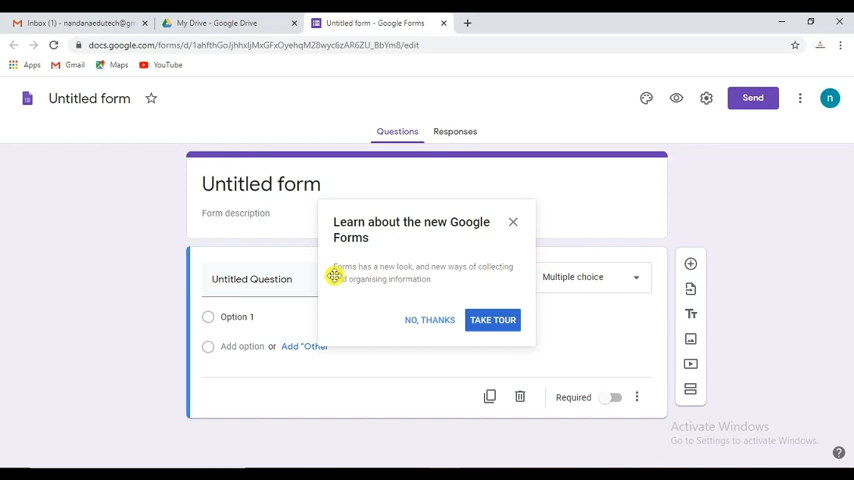 Inbox (1) - nandanaedutech@gm
My Drive - Google Drive
Untitled form - Google Forms
docs.google.com/forms/d/1ahfthGoJjhhxljMxGFxOyehqM28wyc6zAR6ZU_BbYm8/edit
Apps Gmail Maps YouTube
Untitled form
Send
n
Questions Responses
Untitled form
Form description
Learn about the new Google
Forms
Forms has a new look, and new ways of collecting
organising information
NO, THANKS TAKE TOUR
Untitled Question
Multiple choice
Option 1
Add option or Add "Other
Required
Activate Windows
Go to Settings to activate Windows.